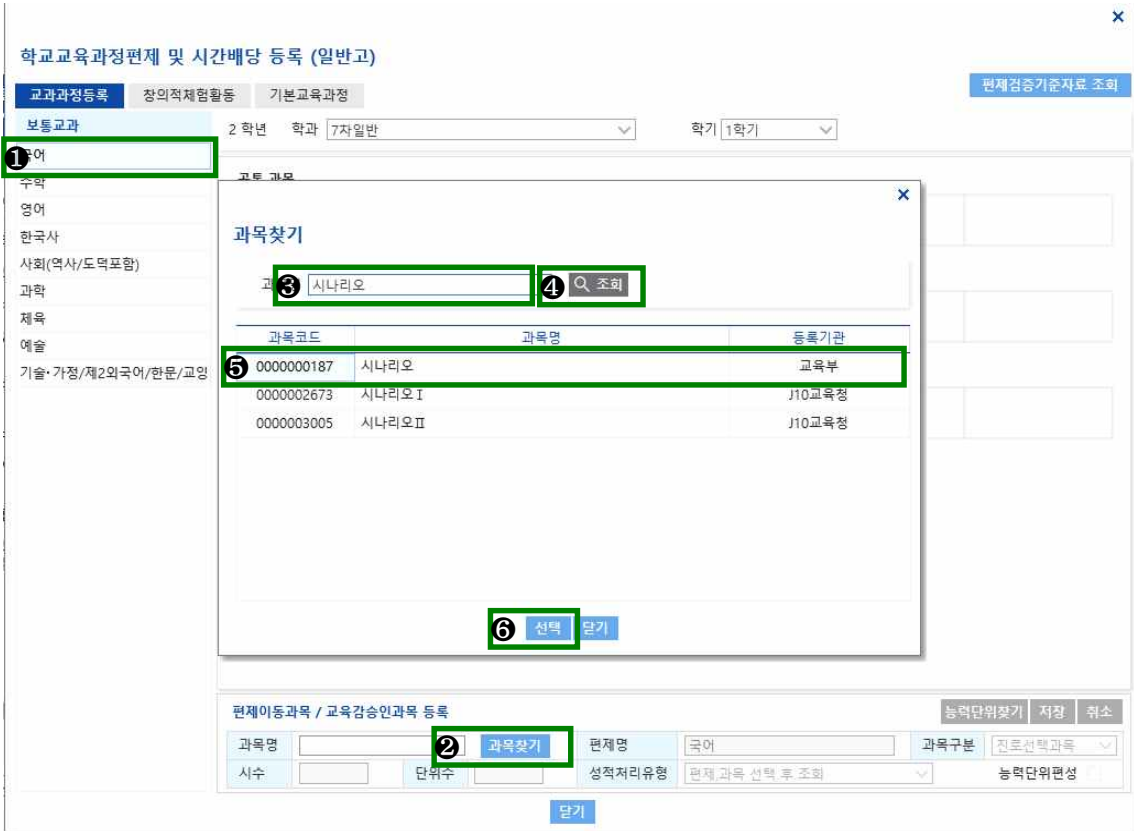 학교교육과정편제 및 시간배당 등록 (일반고)
편제검증기준자료 조회
교과과정등록 창의적체험활동 기본교육과정
보통교과
2 학년 학과 7차일반 학기 1학기
❶
수학
영어
한국사
사회(역사/도덕포함)
과학
체육
예술
기술·가정/제2외국어/한문/교양
공통 과목
과목찾기
❸ 시나리오 ❹ 조회
과목코드 과목명 등록기관
❺ 0000000187 시나리오 교육부
0000002673 시나리오Ⅰ J10교육청
0000003005 시나리오Ⅱ J10교육청
❻ 선택 닫기
편제이동과목 / 교육감승인과목 등록 능력단위찾기 저장 취소
과목명 ❷ 과목찾기 편제명 국어 과목구분 진로선택과목
시수 단위수 성적처리유형 편제,과목 선택 후 조회 능력단위편성
닫기